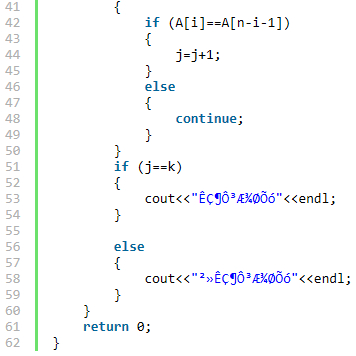 41 {
42 if (A[i]==A[n-i-1])
43 {
44 j=j+1;
45 }
46 else
47 {
48 continue;
49 }
50 }
51 if (j==k)
52 {
53 cout<<"ÊÇ¶Ô³Æ¾ØÕó"<<endl;
54 }
55
56 else
57 {
58 cout<<"²»ÊÇ¶Ô³Æ¾ØÕó"<<endl;
59 }
60 }
61 return 0;
62 }